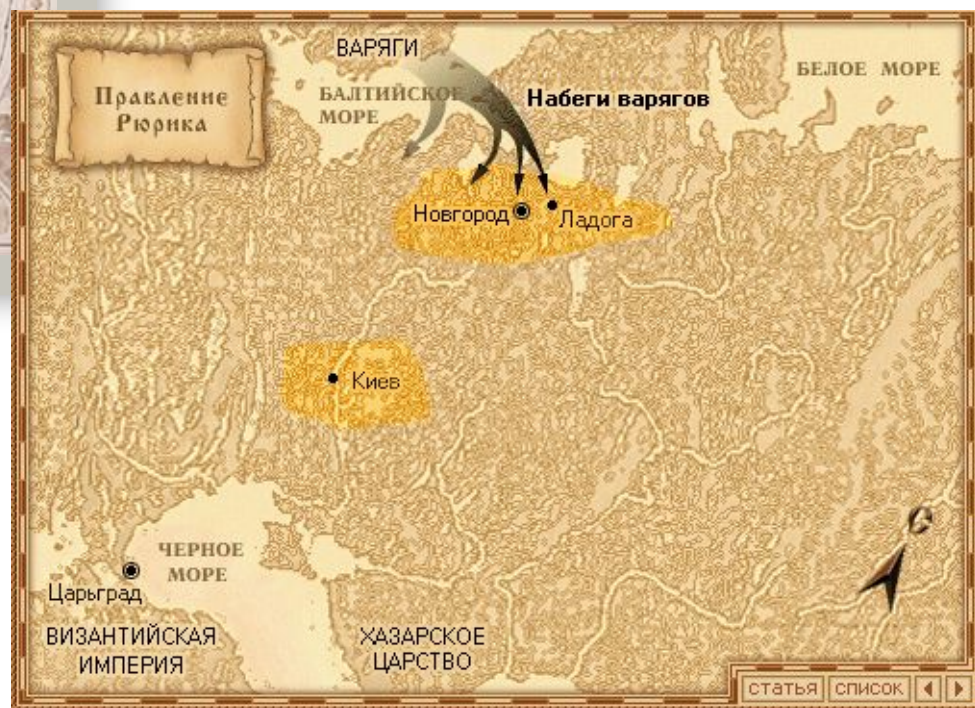 Правление
Рюрика
ВАРЯГИ
БАЛТИЙСКОЕ
МОРЕ
Набеги варягов
БЕЛОЕ МОРЕ
Новгород
Ладога
Киев
ЧЕРНОЕ
МОРЕ
Царьград
ВИЗАНТИЙСКАЯ
ИМПЕРИЯ
ХАЗАРСКОЕ
ЦАРСТВО
С
статья список